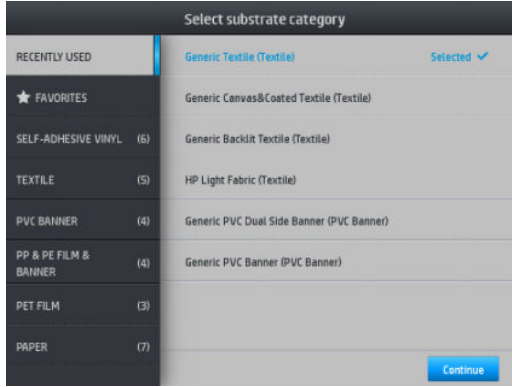 Select substrate category
RECENTLY USED
FAVORITES
SELF-ADHESIVE VINYL (6)
TEXTILE (5)
PVC BANNER (4)
PP & PE FILM &
BANNER (4)
PET FILM (3)
PAPER (7)
Generic Textile (Textile) Selected
Generic Canvas&Coated Textile (Textile)
Generic Backlit Textile (Textile)
HP Light Fabric (Textile)
Generic PVC Dual Side Banner (PVC Banner)
Generic PVC Banner (PVC Banner)
Continue